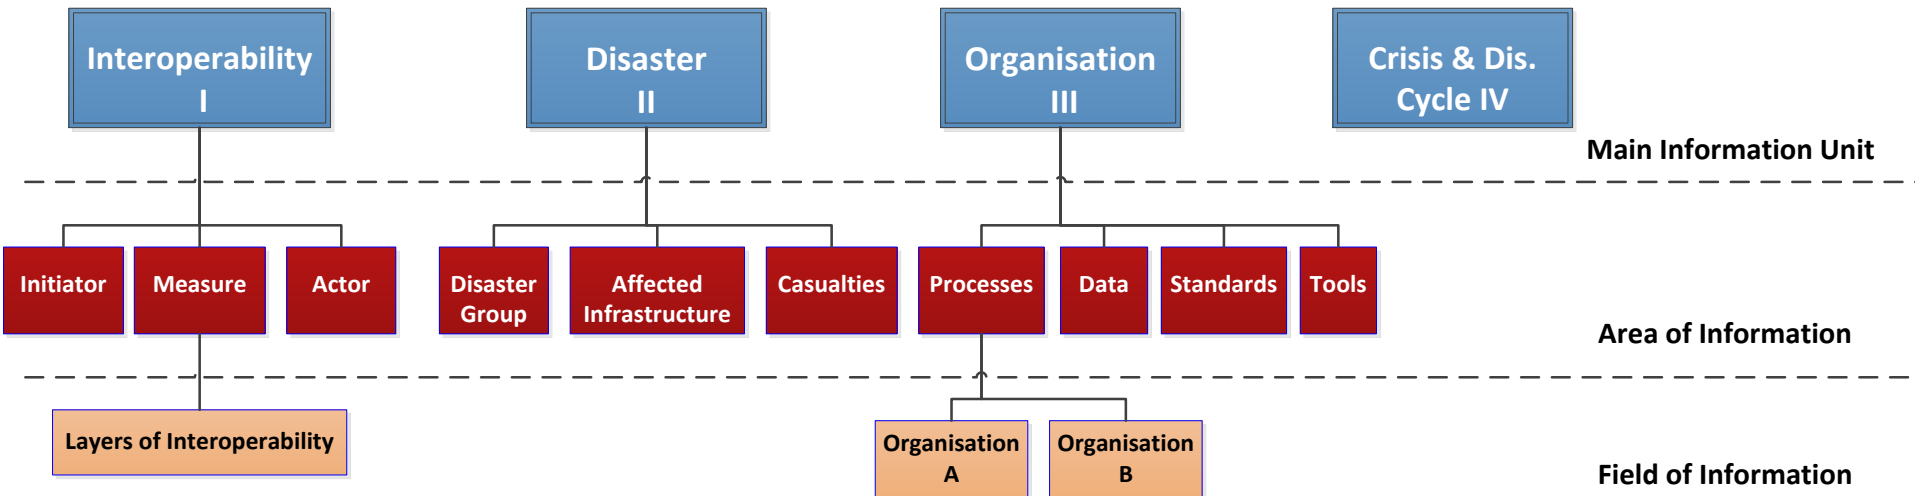 Interoperability
I
Disaster
II
Organisation
III
Crisis & Dis.
Cycle IV
Main Information Unit
Initiator
Measure
Actor
Disaster
Group
Affected
Infrastructure
Casualties
Processes
Data
Standards
Tools
Area of Information
Layers of Interoperability
Organisation
A
Organisation
B
Field of Information